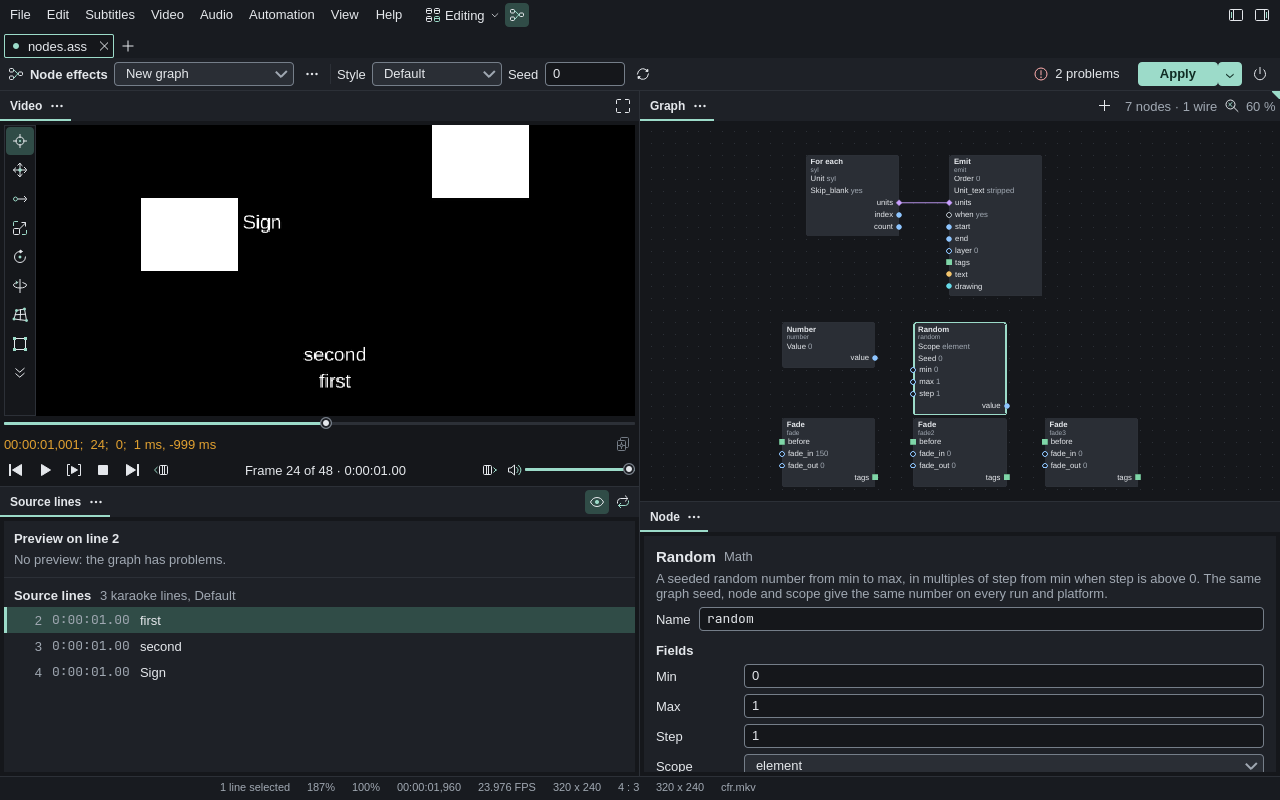 File Edit Subtitles Video Audio Automation View Help Editing
nodes.ass
Node effects New graph Style Default Seed 0 2 problems Apply
Video
Graph 7 nodes · 1 wire 60 %
Sign
second
first
For each
syl
Unit syl
Skip_blank yes
units
index
count
Emit
emit
Order 0
Unit_text stripped
units
when yes
start
end
layer 0
tags
text
drawing
Number
number
Value 0
value
Random
random
Scope element
Seed 0
min 0
max 1
step 1
value
Fade
fade
before
fade_in 150
fade_out 0
tags
Fade
fade2
before
fade_in 0
fade_out 0
tags
Fade
fade3
before
fade_in 0
fade_out 0
tags
00:00:01,001; 24; 0; 1 ms, -999 ms
Frame 24 of 48 · 0:00:01.00
Source lines
Preview on line 2
No preview: the graph has problems.
Source lines 3 karaoke lines, Default
2 0:00:01.00 first
3 0:00:01.00 second
4 0:00:01.00 Sign
Node
Random Math
A seeded random number from min to max, in multiples of step from min when step is above 0. The same
graph seed, node and scope give the same number on every run and platform.
Name random
Fields
Min 0
Max 1
Step 1
Scope element
1 line selected 187% 100% 00:00:01,960 23.976 FPS 320 x 240 4 : 3 320 x 240 cfr.mkv